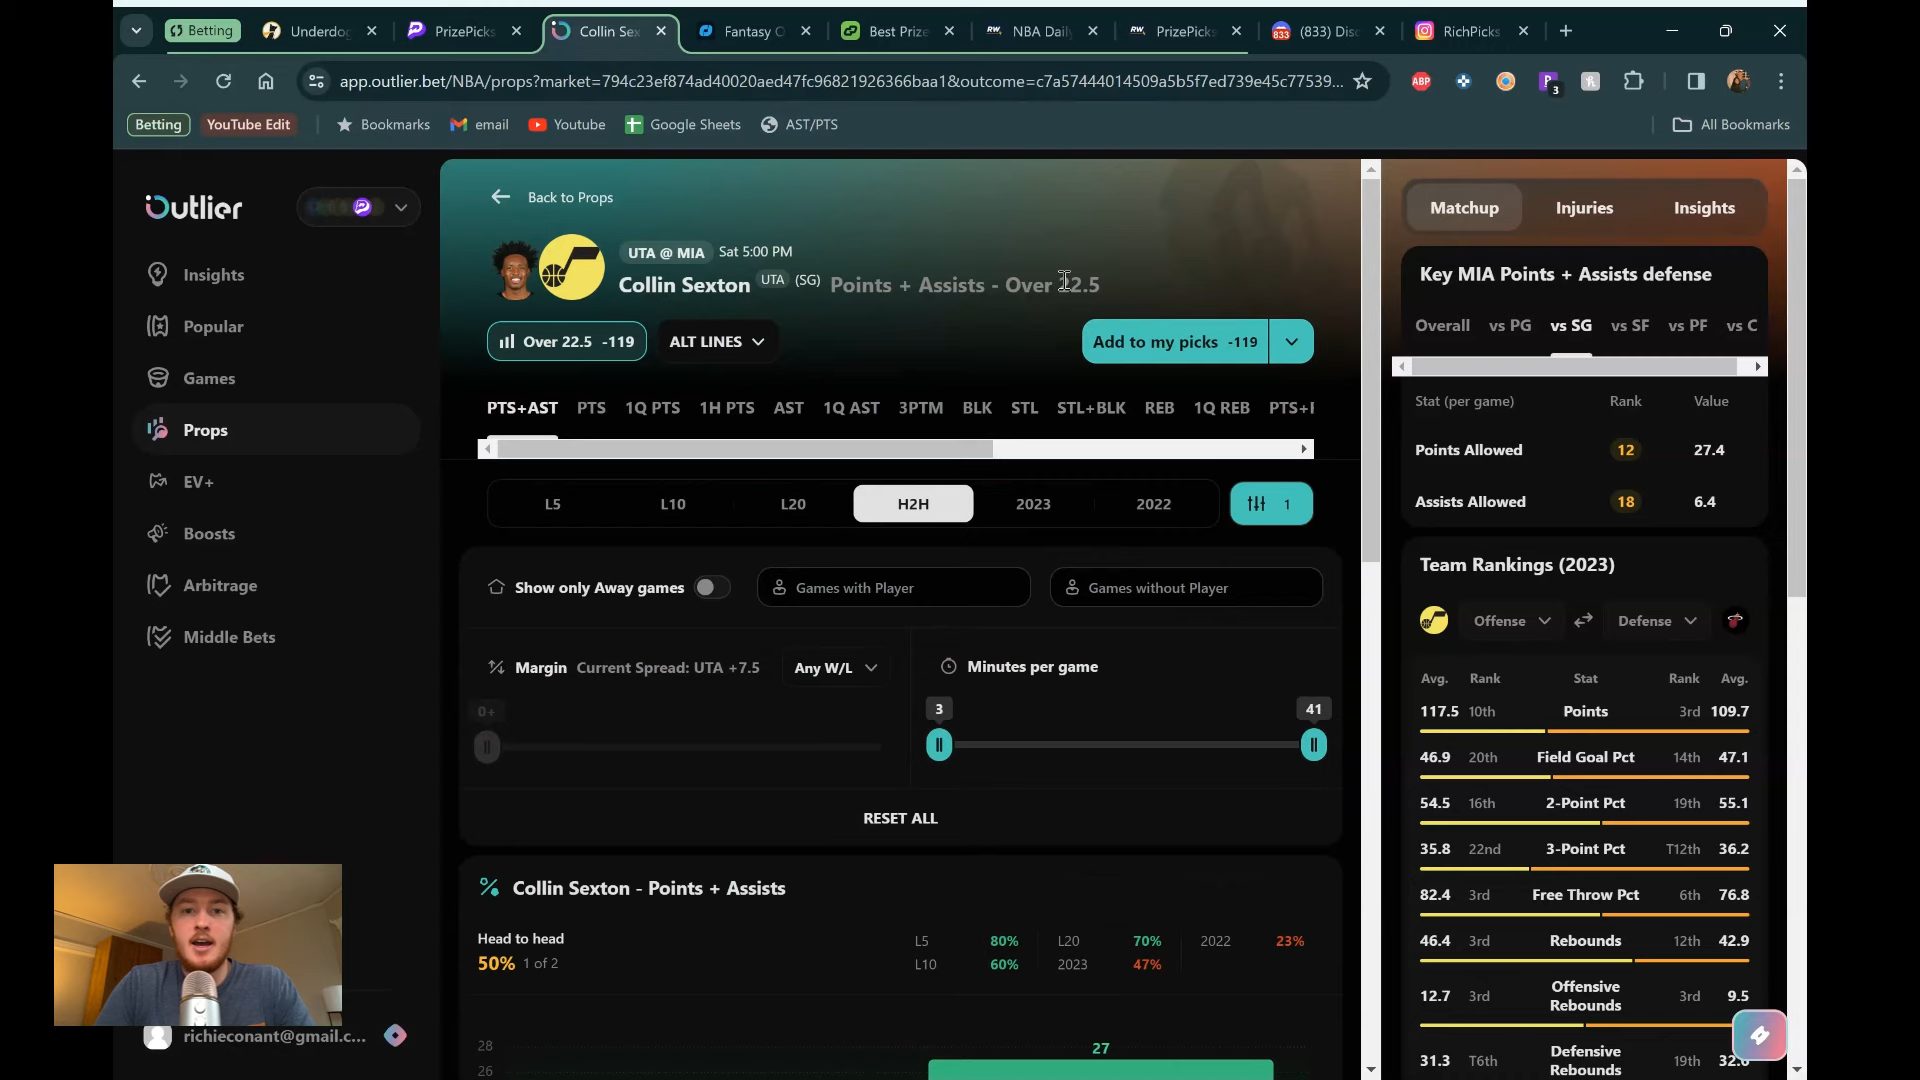 Betting
Underdog
PrizePicks
Collin Sex
Fantasy O
Best Prize
NBA Daily
PrizePicks
(833) Disc
RichPicks
app.outlier.bet/NBA/props?market=794c23ef874ad40020aed47fc96821926366baa1&outcome=c7a57444014509a5b5f7ed739e45c77539...
ABP
3
Betting
YouTube Edit
Bookmarks
email
Youtube
Google Sheets
AST/PTS
All Bookmarks
Outlier
Insights
Popular
Games
Props
EV+
Boosts
Arbitrage
Middle Bets
richieconant@gmail.c...
Back to Props
UTA @ MIA Sat 5:00 PM
Collin Sexton UTA (SG) Points + Assists - Over 22.5
Over 22.5 -119
ALT LINES
Add to my picks -119
PTS+AST PTS 1Q PTS 1H PTS AST 1Q AST 3PTM BLK STL STL+BLK REB 1Q REB PTS+R
L5 L10 L20 H2H 2023 2022
1
Show only Away games
Games with Player
Games without Player
Margin Current Spread: UTA +7.5
Any W/L
0+
Minutes per game
3 41
RESET ALL
Collin Sexton - Points + Assists
Head to head
50% 1 of 2
L5 80% L20 70% 2022 23%
L10 60% 2023 47%
28
26
27
Matchup Injuries Insights
Key MIA Points + Assists defense
Overall vs PG vs SG vs SF vs PF vs C
Stat (per game) Rank Value
Points Allowed 12 27.4
Assists Allowed 18 6.4
Team Rankings (2023)
Offense Defense
Avg. Rank Stat Rank Avg.
117.5 10th Points 3rd 109.7
46.9 20th Field Goal Pct 14th 47.1
54.5 16th 2-Point Pct 19th 55.1
35.8 22nd 3-Point Pct T12th 36.2
82.4 3rd Free Throw Pct 6th 76.8
46.4 3rd Rebounds 12th 42.9
12.7 3rd Offensive Rebounds 3rd 9.5
31.3 T6th Defensive Rebounds 19th